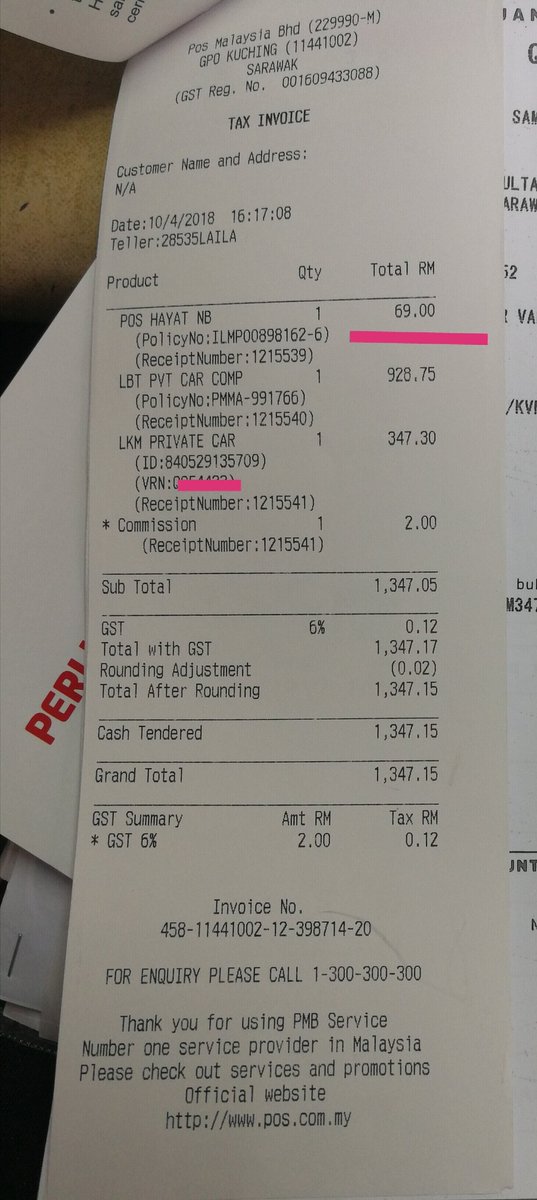 Pos Malaysia Bhd (229990-M)
GPO KUCHING (11441002)
SARAWAK
(GST Reg. No. 001609433088)
TAX INVOICE
Customer Name and Address:
N/A
Date:10/4/2018 16:17:08
Teller:28535LAILA
Product Qty Total RM
POS HAYAT NB 1 69.00
(PolicyNo:ILMP00898162-6)
(ReceiptNumber:1215539)
LBT PVT CAR COMP 1 928.75
(PolicyNo:PMMA-991766)
(ReceiptNumber:1215540)
LKM PRIVATE CAR 1 347.30
(ID:840529135709)
(VRN:
(ReceiptNumber:1215541)
* Commission 1 2.00
(ReceiptNumber:1215541)
Sub Total 1,347.05
GST 6% 0.12
Total with GST 1,347.17
Rounding Adjustment (0.02)
Total After Rounding 1,347.15
Cash Tendered 1,347.15
Grand Total 1,347.15
GST Summary Amt RM Tax RM
* GST 6% 2.00 0.12
Invoice No.
458-11441002-12-398714-20
FOR ENQUIRY PLEASE CALL 1-300-300-300
Thank you for using PMB Service
Number one service provider in Malaysia
Please check out services and promotions
Official website
http://www.pos.com.my